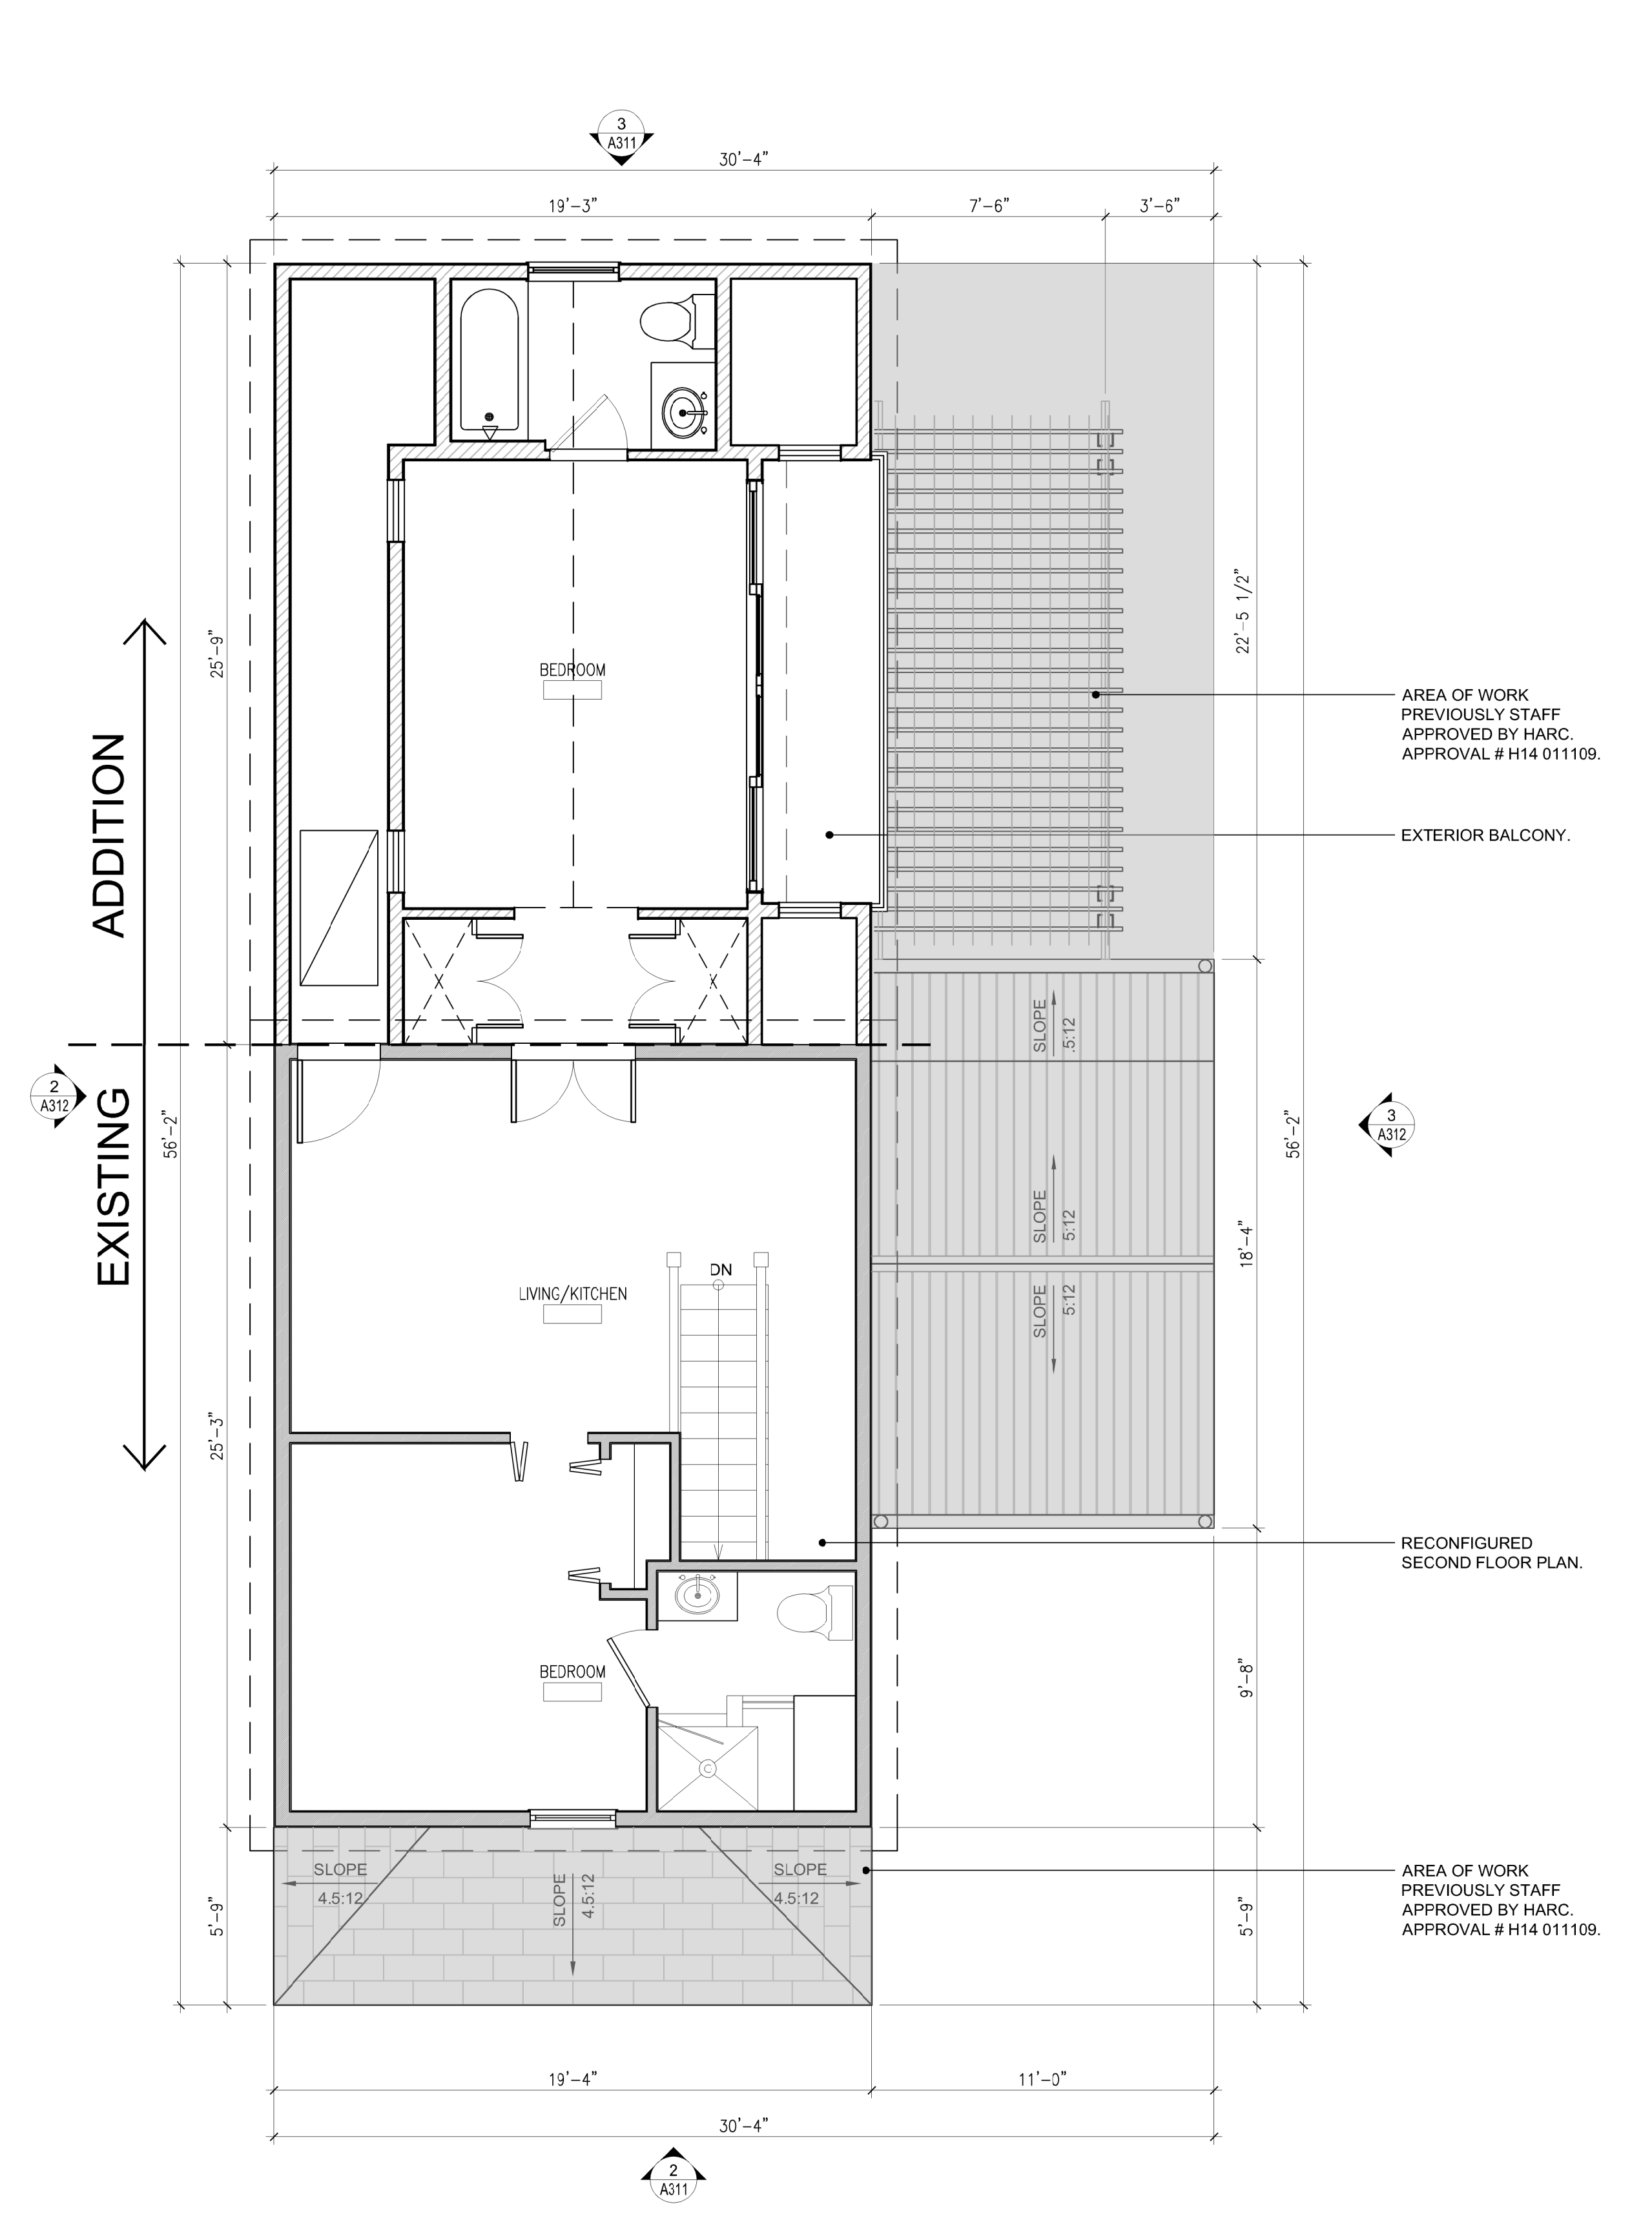 3
A311
30'-4"
19'-3"
7'-6"
3'-6"
25'-9"
22'-5 1/2"
BEDROOM
AREA OF WORK
PREVIOUSLY STAFF
APPROVED BY HARC.
APPROVAL # H14 011109.
ADDITION
EXTERIOR BALCONY.
SLOPE
.5:12
2
A312
EXISTING
56'-2"
56'-2"
3
A312
SLOPE
5:12
18'-4"
DN
LIVING/KITCHEN
SLOPE
5:12
25'-3"
RECONFIGURED
SECOND FLOOR PLAN.
BEDROOM
9'-8"
SLOPE
4.5:12
SLOPE
4.5:12
SLOPE
4.5:12
AREA OF WORK
PREVIOUSLY STAFF
APPROVED BY HARC.
APPROVAL # H14 011109.
5'-9"
5'-9"
19'-4"
11'-0"
30'-4"
2
A311